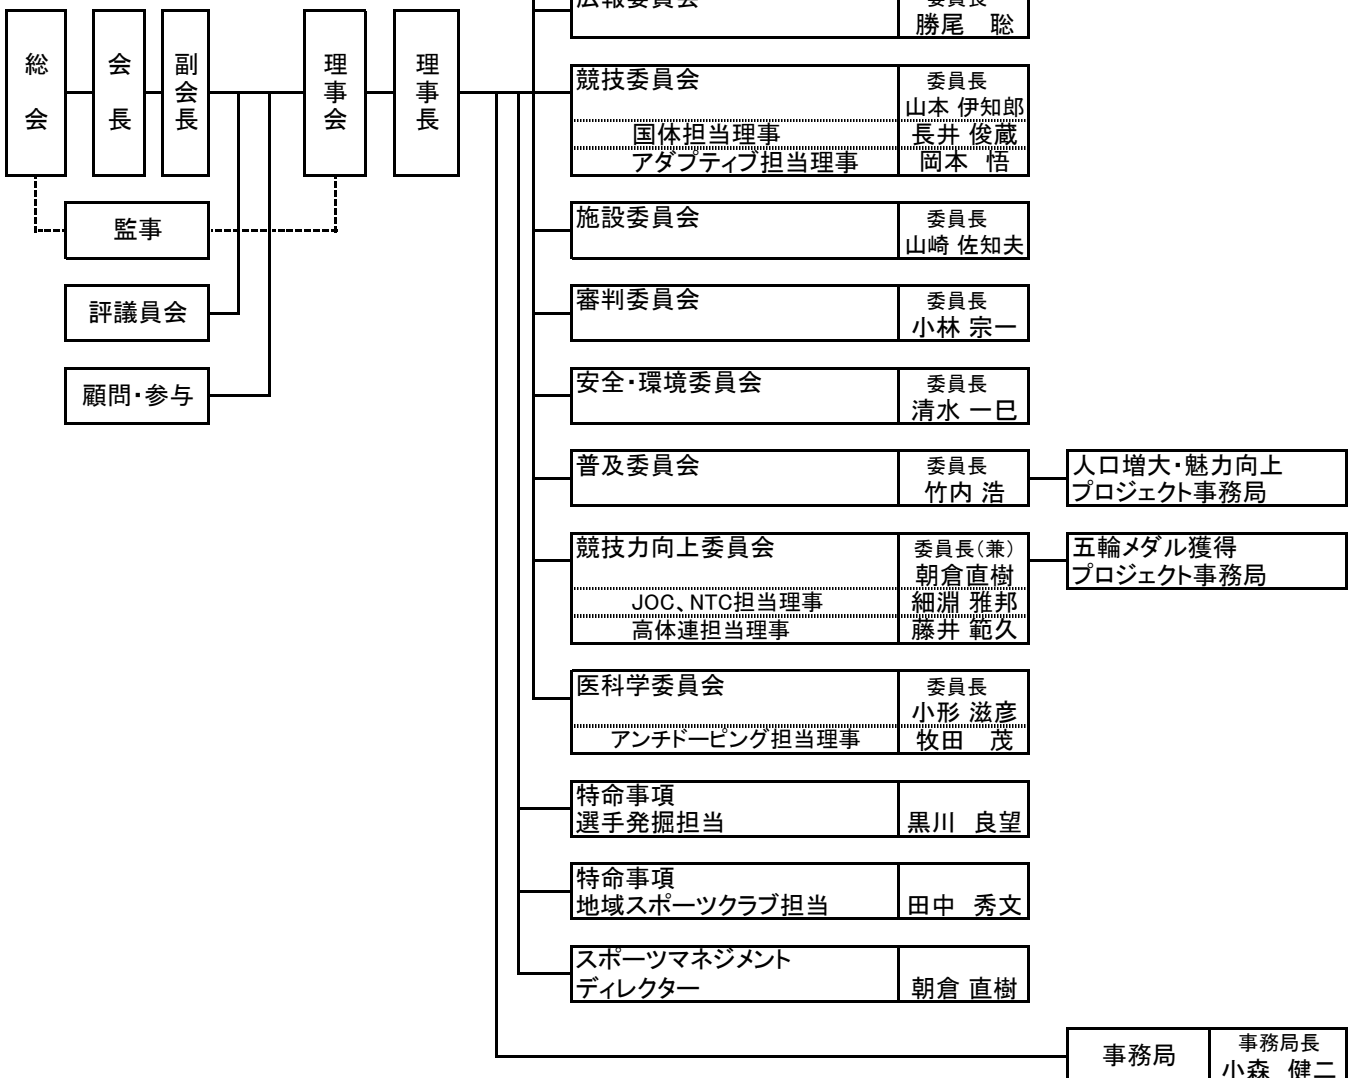 広報委員会
委員長
勝尾　聡
総会
会長
副会長
理事会
理事長
競技委員会
委員長
山本 伊知郎
国体担当理事
長井 俊蔵
アダプティブ担当理事
岡本 悟
監事
施設委員会
委員長
山崎 佐知夫
評議員会
審判委員会
委員長
小林 宗一
顧問・参与
安全・環境委員会
委員長
清水 一巳
普及委員会
委員長
竹内 浩
人口増大・魅力向上
プロジェクト事務局
競技力向上委員会
委員長(兼)
朝倉直樹
五輪メダル獲得
プロジェクト事務局
JOC、NTC担当理事
細淵 雅邦
高体連担当理事
藤井 範久
医科学委員会
委員長
小形 滋彦
アンチドーピング担当理事
牧田　茂
特命事項
選手発掘担当
黒川 良望
特命事項
地域スポーツクラブ担当
田中 秀文
スポーツマネジメント
ディレクター
朝倉 直樹
事務局
事務局長
小森 健二